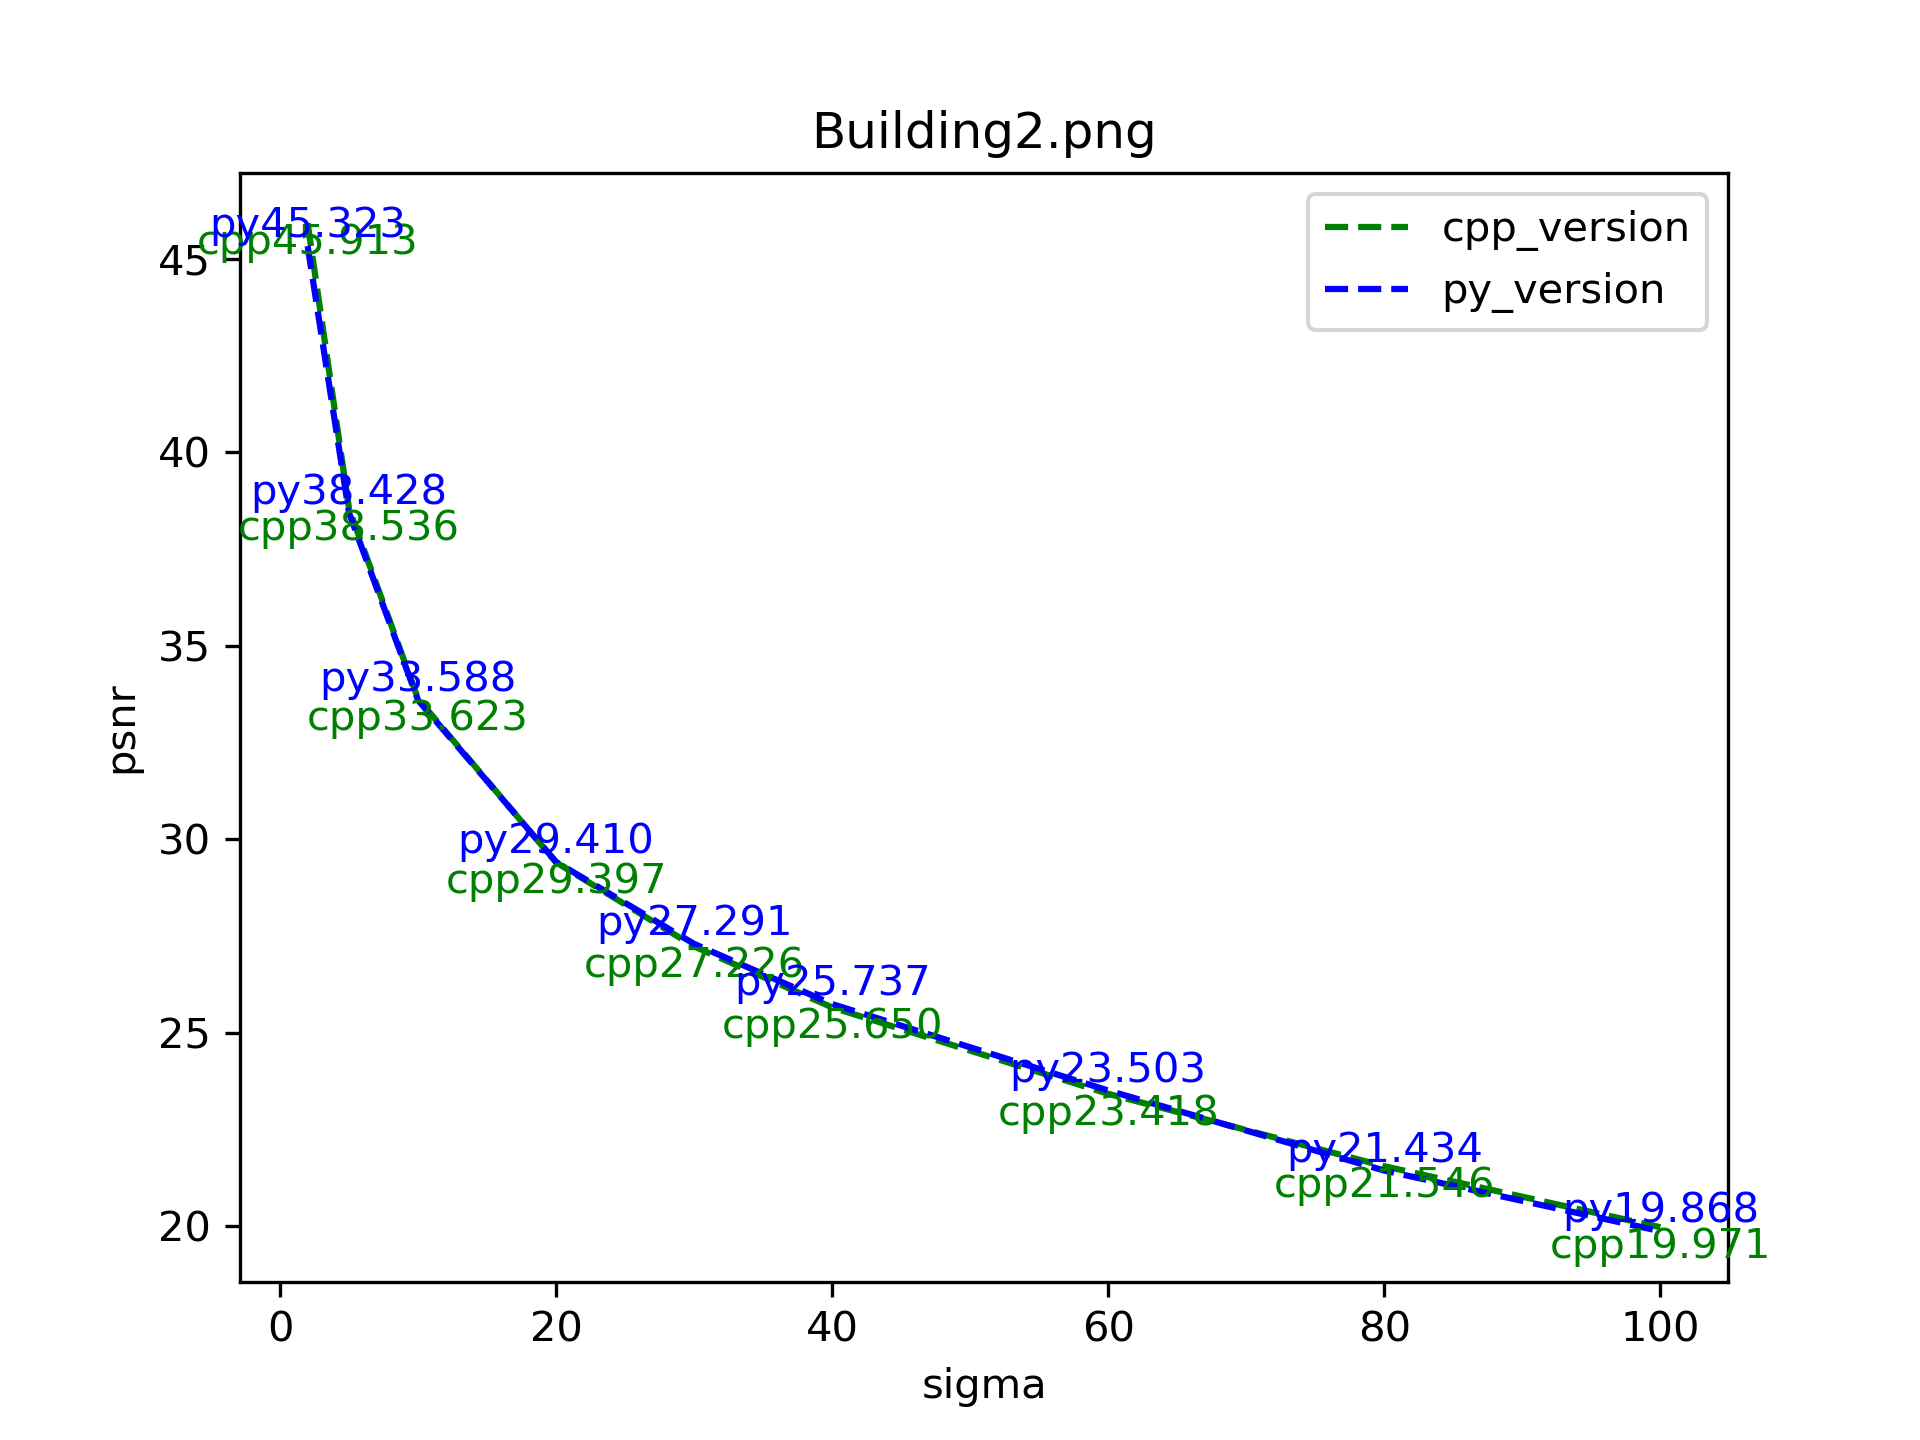 Building2.png
cpp_version
py_version
py45.323
cpp45.913
py38.428
cpp38.536
py33.588
cpp33.623
py29.410
cpp29.397
py27.291
cpp27.226
py25.737
cpp25.650
py23.503
cpp23.418
py21.434
cpp21.546
py19.868
cpp19.971
45
40
35
30
25
20
psnr
0 20 40 60 80 100
sigma